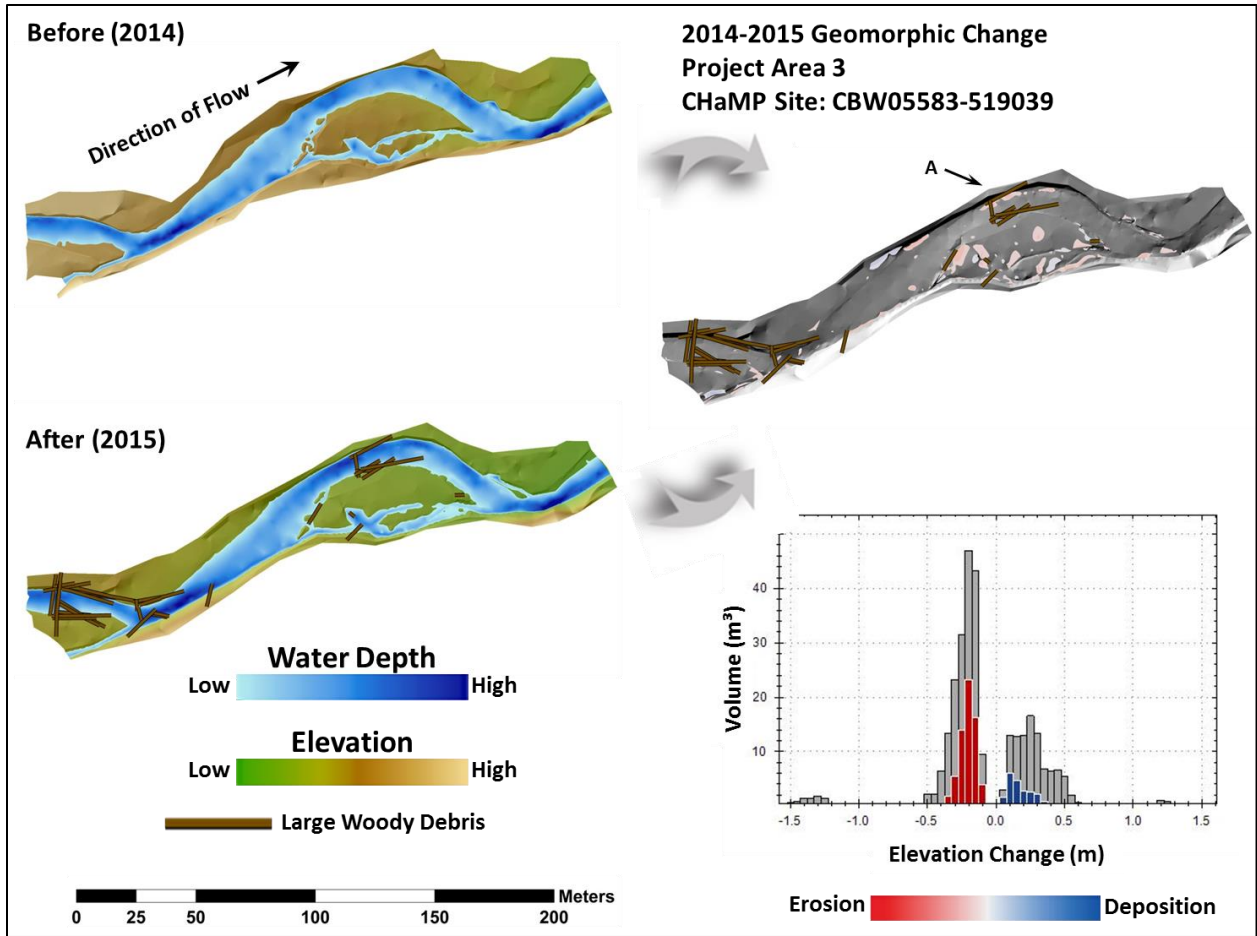 Before (2014)
Direction of Flow
2014-2015 Geomorphic Change
Project Area 3
CHaMP Site: CBW05583-519039
A
After (2015)
Water Depth
Low
High
Elevation
Low
High
Large Woody Debris
Meters
0 25 50 100 150 200
Volume (m³)
40
30
20
10
-1.5 -1.0 -0.5 0.0 0.5 1.0 1.5
Elevation Change (m)
Erosion
Deposition